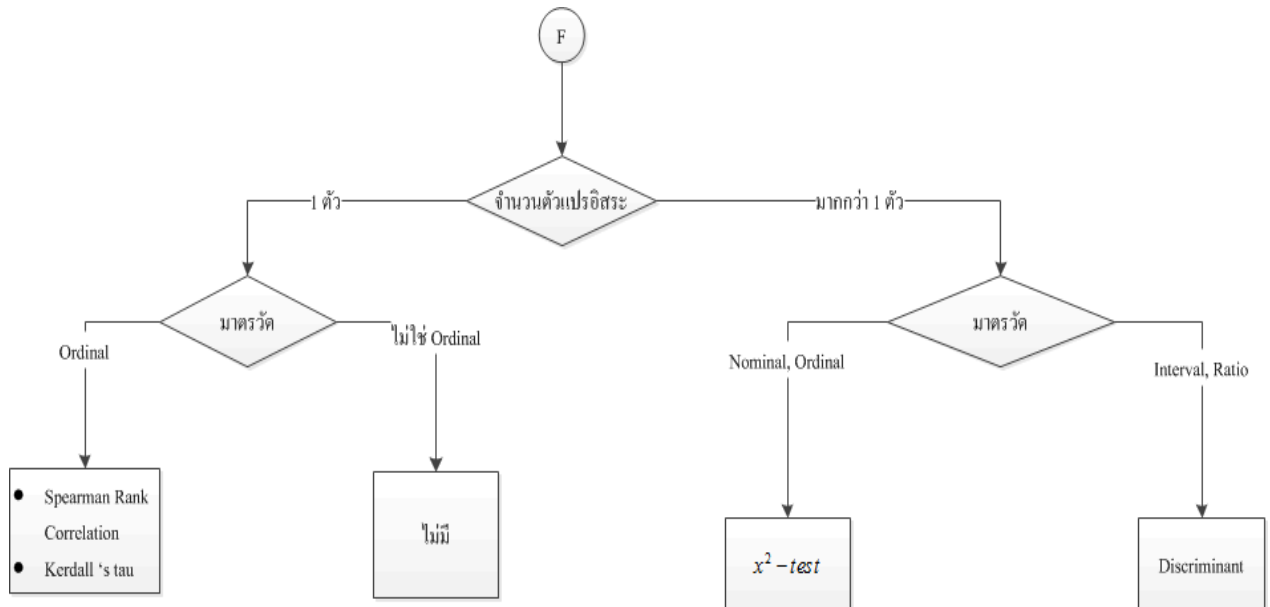 F
จำนวนตัวแปรอิสระ
1 ตัว
มากกว่า 1 ตัว
มาตรวัด
มาตรวัด
Ordinal
ไม่ใช่ Ordinal
Nominal, Ordinal
Interval, Ratio
● Spearman Rank
Correlation
● Kerdall ‘s tau
ไม่มี
x² – test
Discriminant